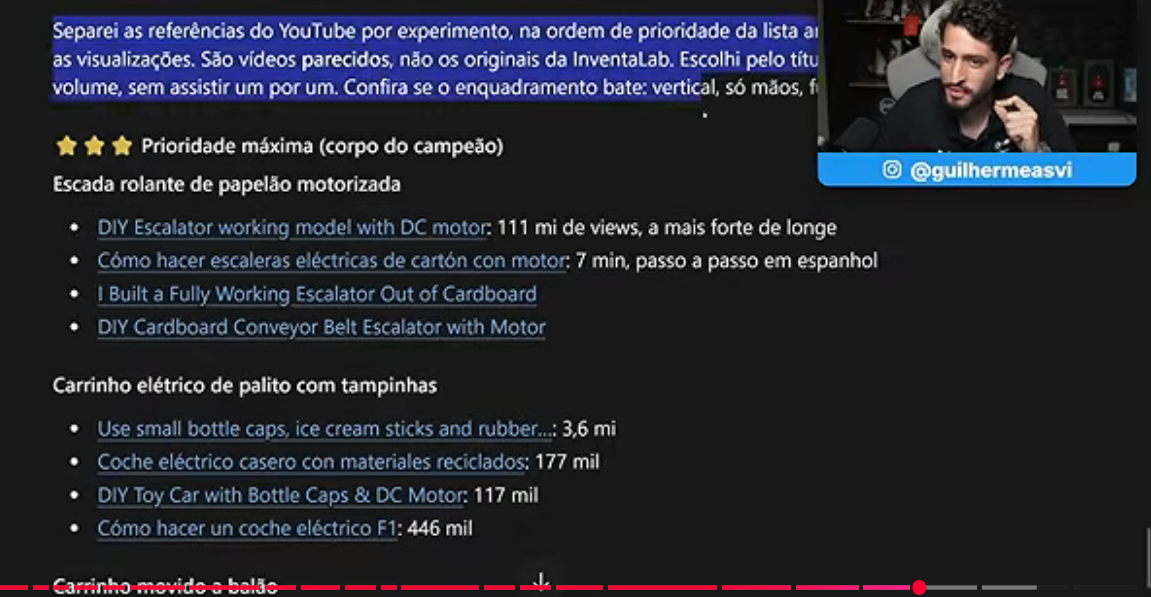 Separei as referências do YouTube por experimento, na ordem de prioridade da lista
as visualizações. São vídeos parecidos, não os originais da InventaLab. Escolhi pelo
volume, sem assistir um por um. Confira se o enquadramento bate: vertical, só mãos,
@guilhermeasvi
⭐⭐⭐ Prioridade máxima (corpo do campeão)
Escada rolante de papelão motorizada
• DIY Escalator working model with DC motor: 111 mi de views, a mais forte de longe
• Cómo hacer escaleras eléctricas de cartón con motor: 7 min, passo a passo em espanhol
• I Built a Fully Working Escalator Out of Cardboard
• DIY Cardboard Conveyor Belt Escalator with Motor
Carrinho elétrico de palito com tampinhas
• Use small bottle caps, ice cream sticks and rubber...: 3,6 mi
• Coche eléctrico casero con materiales reciclados: 177 mil
• DIY Toy Car with Bottle Caps & DC Motor: 117 mil
• Cómo hacer un coche eléctrico F1: 446 mil
Carrinho movido a balão